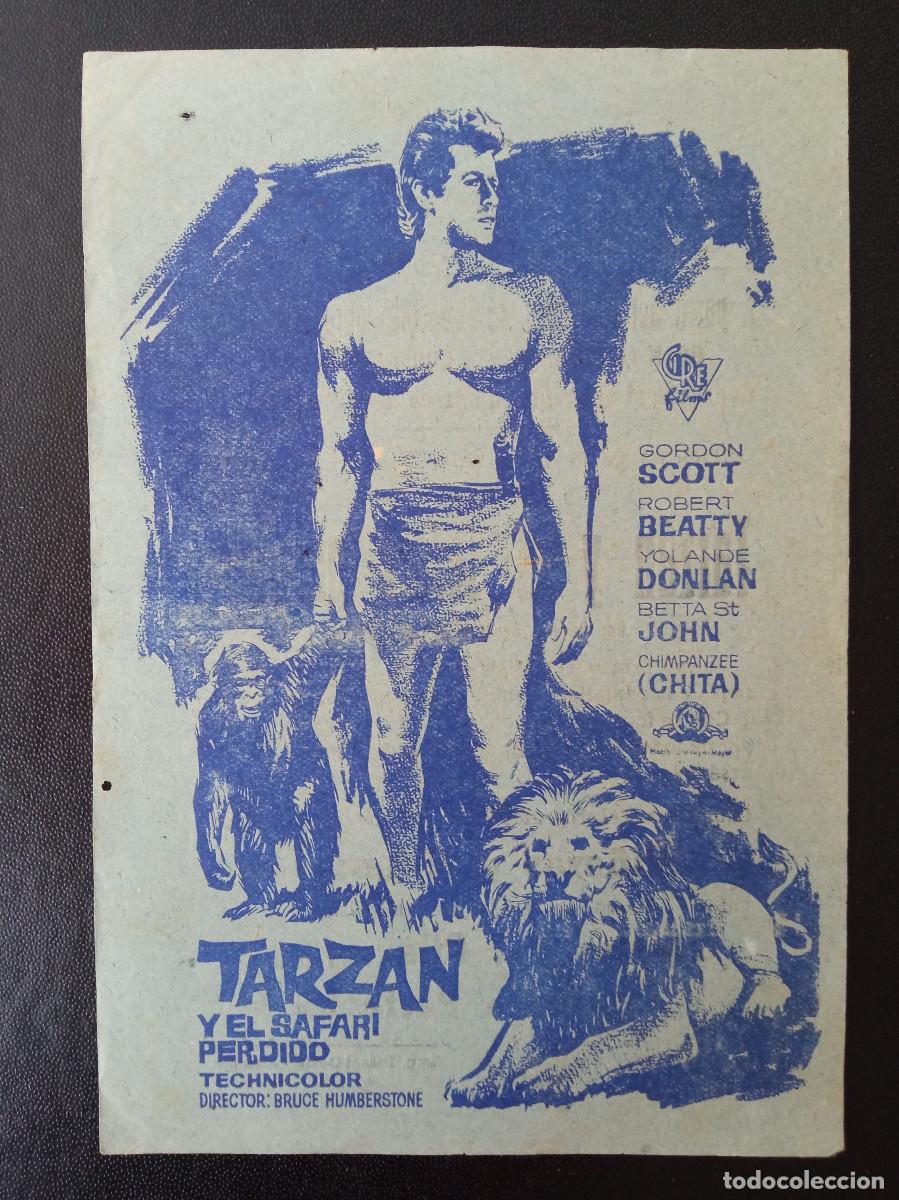 CIRE
films
GORDON
SCOTT
ROBERT
BEATTY
YOLANDE
DONLAN
BETTA St
JOHN
CHIMPANZEE
(CHITA)
TARZAN
Y EL SAFARI
PERDIDO
TECHNICOLOR
DIRECTOR: BRUCE HUMBERSTONE
todocoleccion